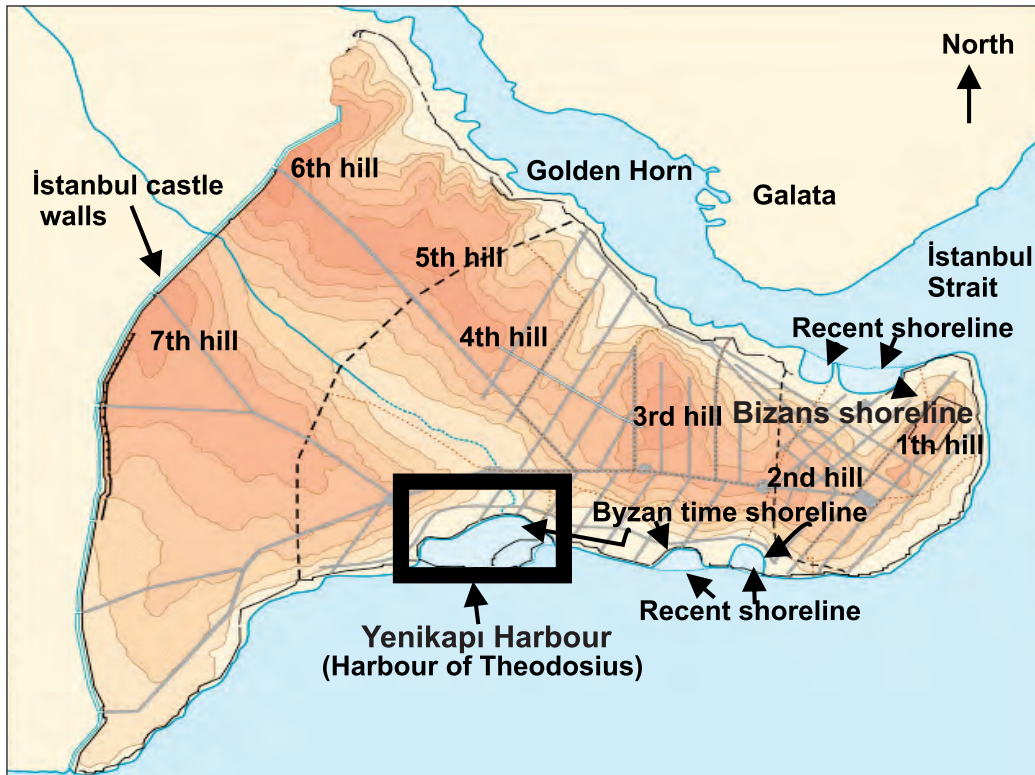 North
Golden Horn
Galata
6th hill
İstanbul castle
walls
5th hill
İstanbul
Strait
7th hill
4th hill
Recent shoreline
3rd hill
Bizans shoreline
1th hill
2nd hill
Byzan time shoreline
Recent shoreline
Yenikapı Harbour
(Harbour of Theodosius)